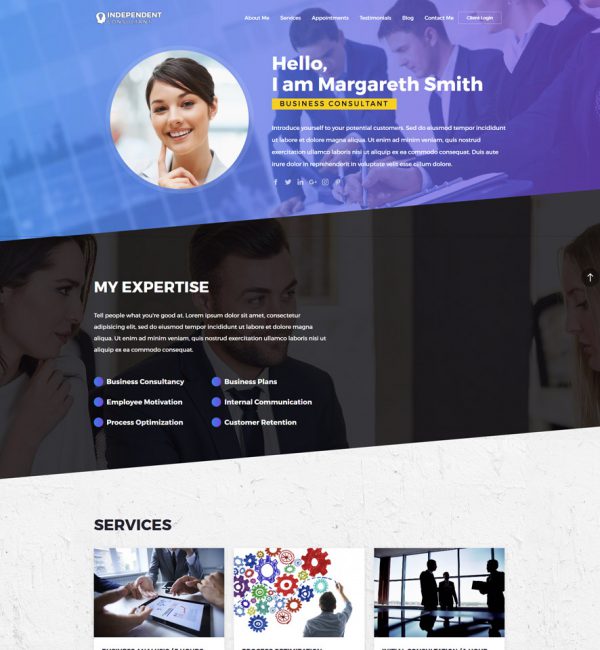 INDEPENDENT
CONSULTANT
About Me Services Appointments Testimonials Blog Contact Me Client Login
Hello,
I am Margareth Smith
BUSINESS CONSULTANT
Introduce yourself to your potential customers. Sed do eiusmod tempor incididunt
ut labore et dolore magna aliqua. Ut enim ad minim veniam, quis nostrud
exercitation ullamco laboris nisi ut aliquip ex ea commodo consequat. Duis aute
irure dolor in reprehenderit in voluptate velit esse cillum dolore.
MY EXPERTISE
Tell people what you're good at. Lorem ipsum dolor sit amet, consectetur
adipisicing elit, sed do eiusmod tempor incididunt ut labore et dolore magna
aliqua. Ut enim ad minim veniam, quis nostrud exercitation ullamco
laboris nisi ut aliquip ex ea commodo consequat.
Business Consultancy Business Plans
Employee Motivation Internal Communication
Process Optimization Customer Retention
SERVICES
BUSINESS ANALYSIS
PROCESS OPTIMIZATION
INITIAL CONSULTATION